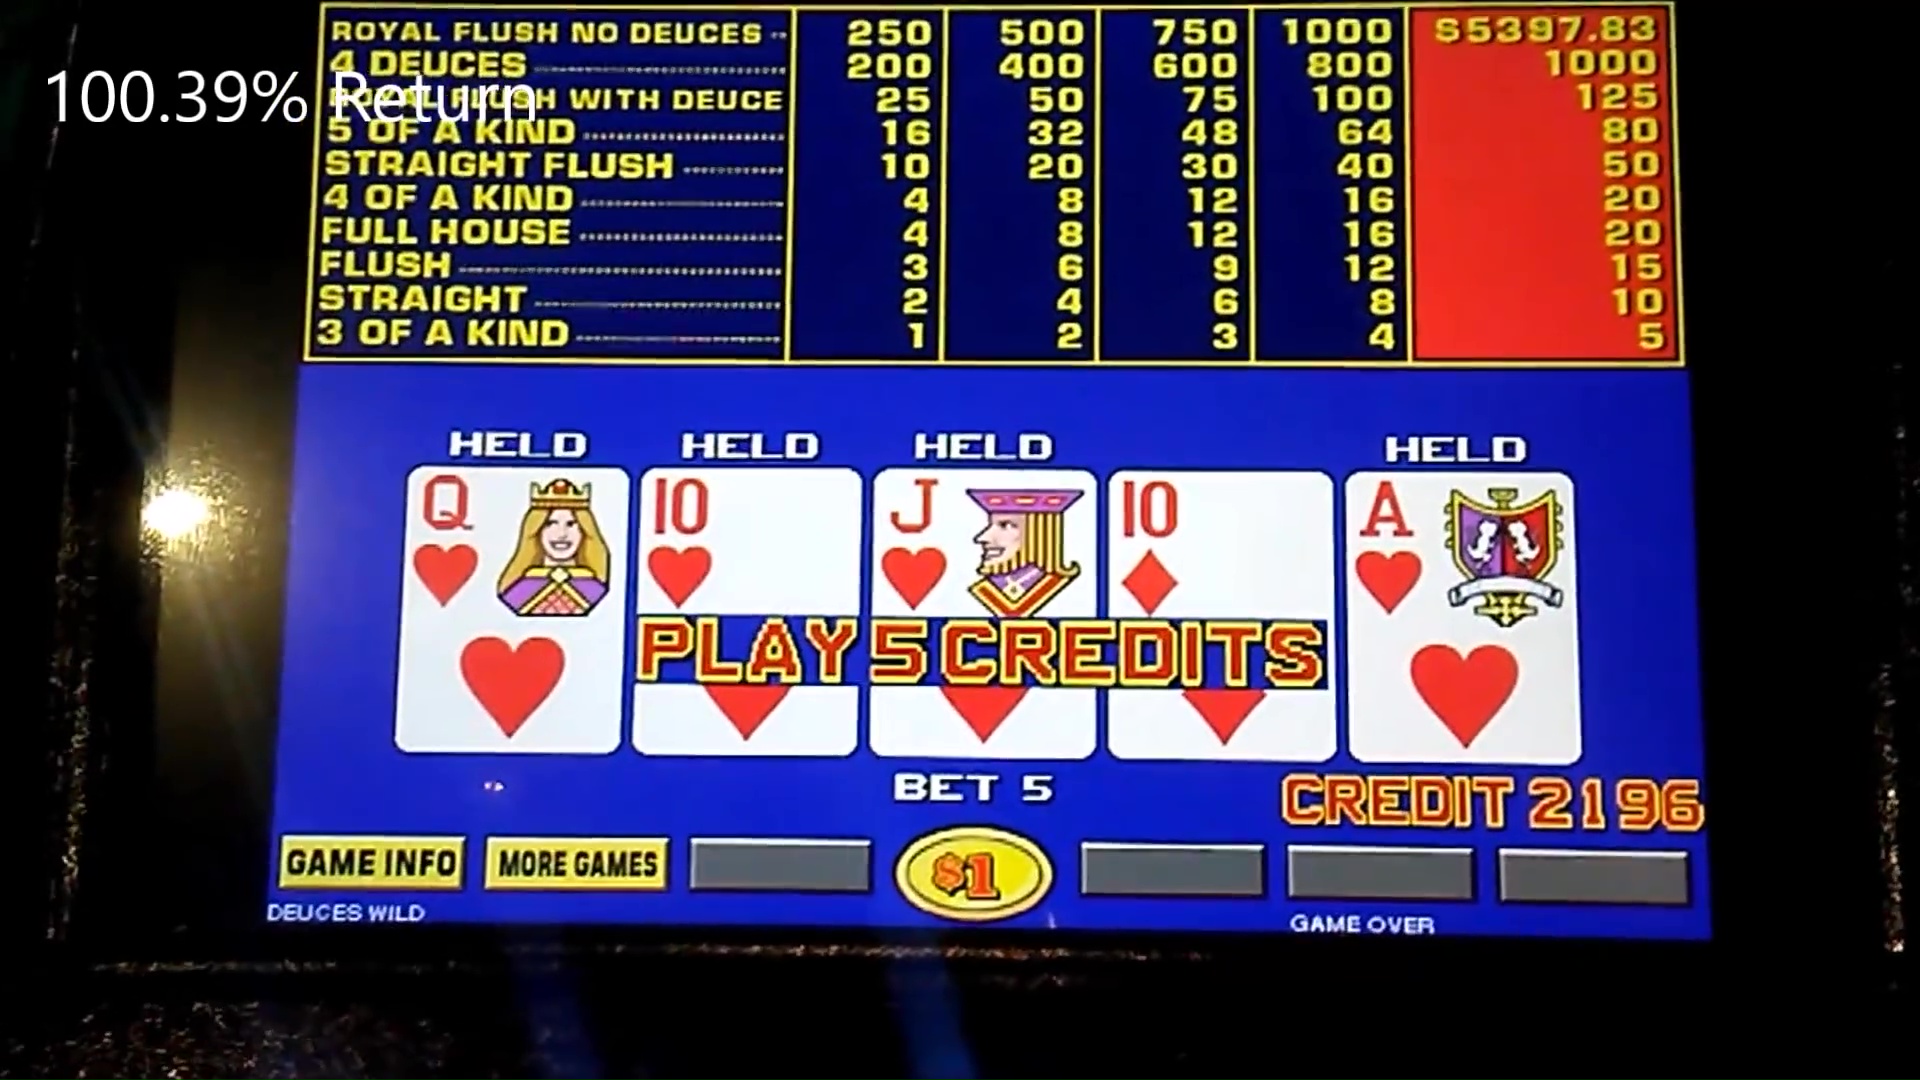 100.39% Return
ROYAL FLUSH NO DEUCES 250 500 750 1000 $5397.83
4 DEUCES 200 400 600 800 1000
ROYAL FLUSH WITH DEUCE 25 50 75 100 125
5 OF A KIND 16 32 48 64 80
STRAIGHT FLUSH 10 20 30 40 50
4 OF A KIND 4 8 12 16 20
FULL HOUSE 4 8 12 16 20
FLUSH 3 6 9 12 15
STRAIGHT 2 4 6 8 10
3 OF A KIND 1 2 3 4 5
HELD HELD HELD HELD
Q 10 J 10 A
PLAY 5 CREDITS
BET 5 CREDIT 2196
GAME INFO MORE GAMES $1
DEUCES WILD GAME OVER